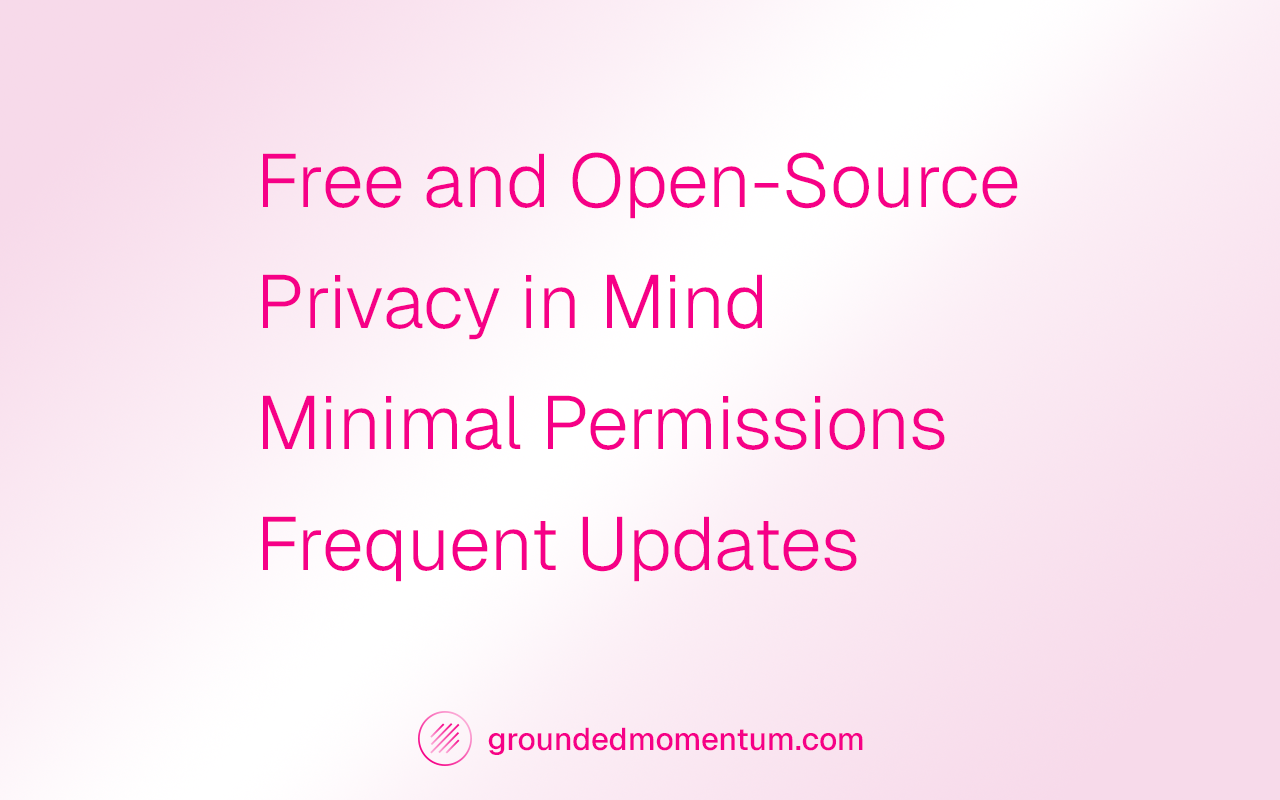 Free and Open-Source
Privacy in Mind
Minimal Permissions
Frequent Updates
groundedmomentum.com